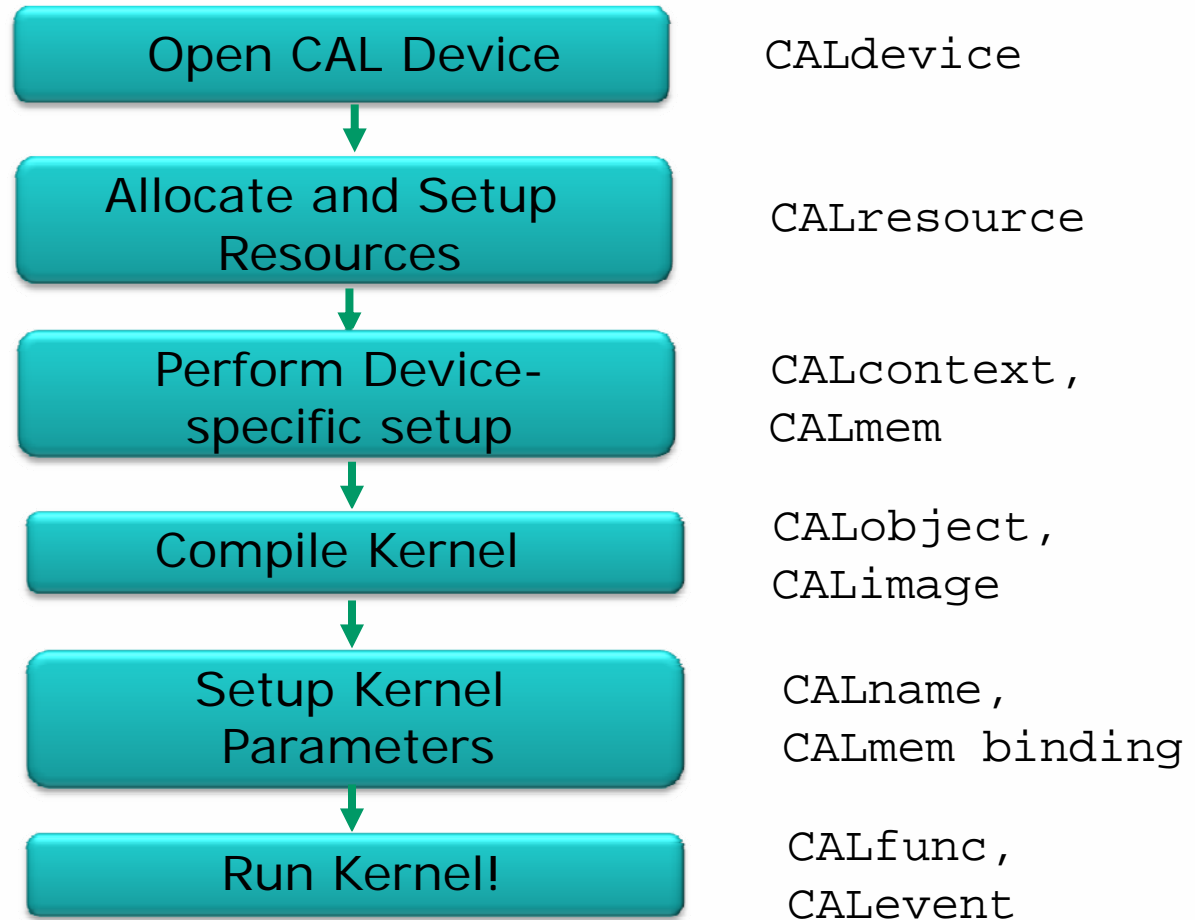 Open CAL Device
CALdevice
Allocate and Setup
Resources
CALresource
Perform Device-
specific setup
CALcontext,
CALmem
Compile Kernel
CALobject,
CALimage
Setup Kernel
Parameters
CALname,
CALmem binding
Run Kernel!
CALfunc,
CALevent